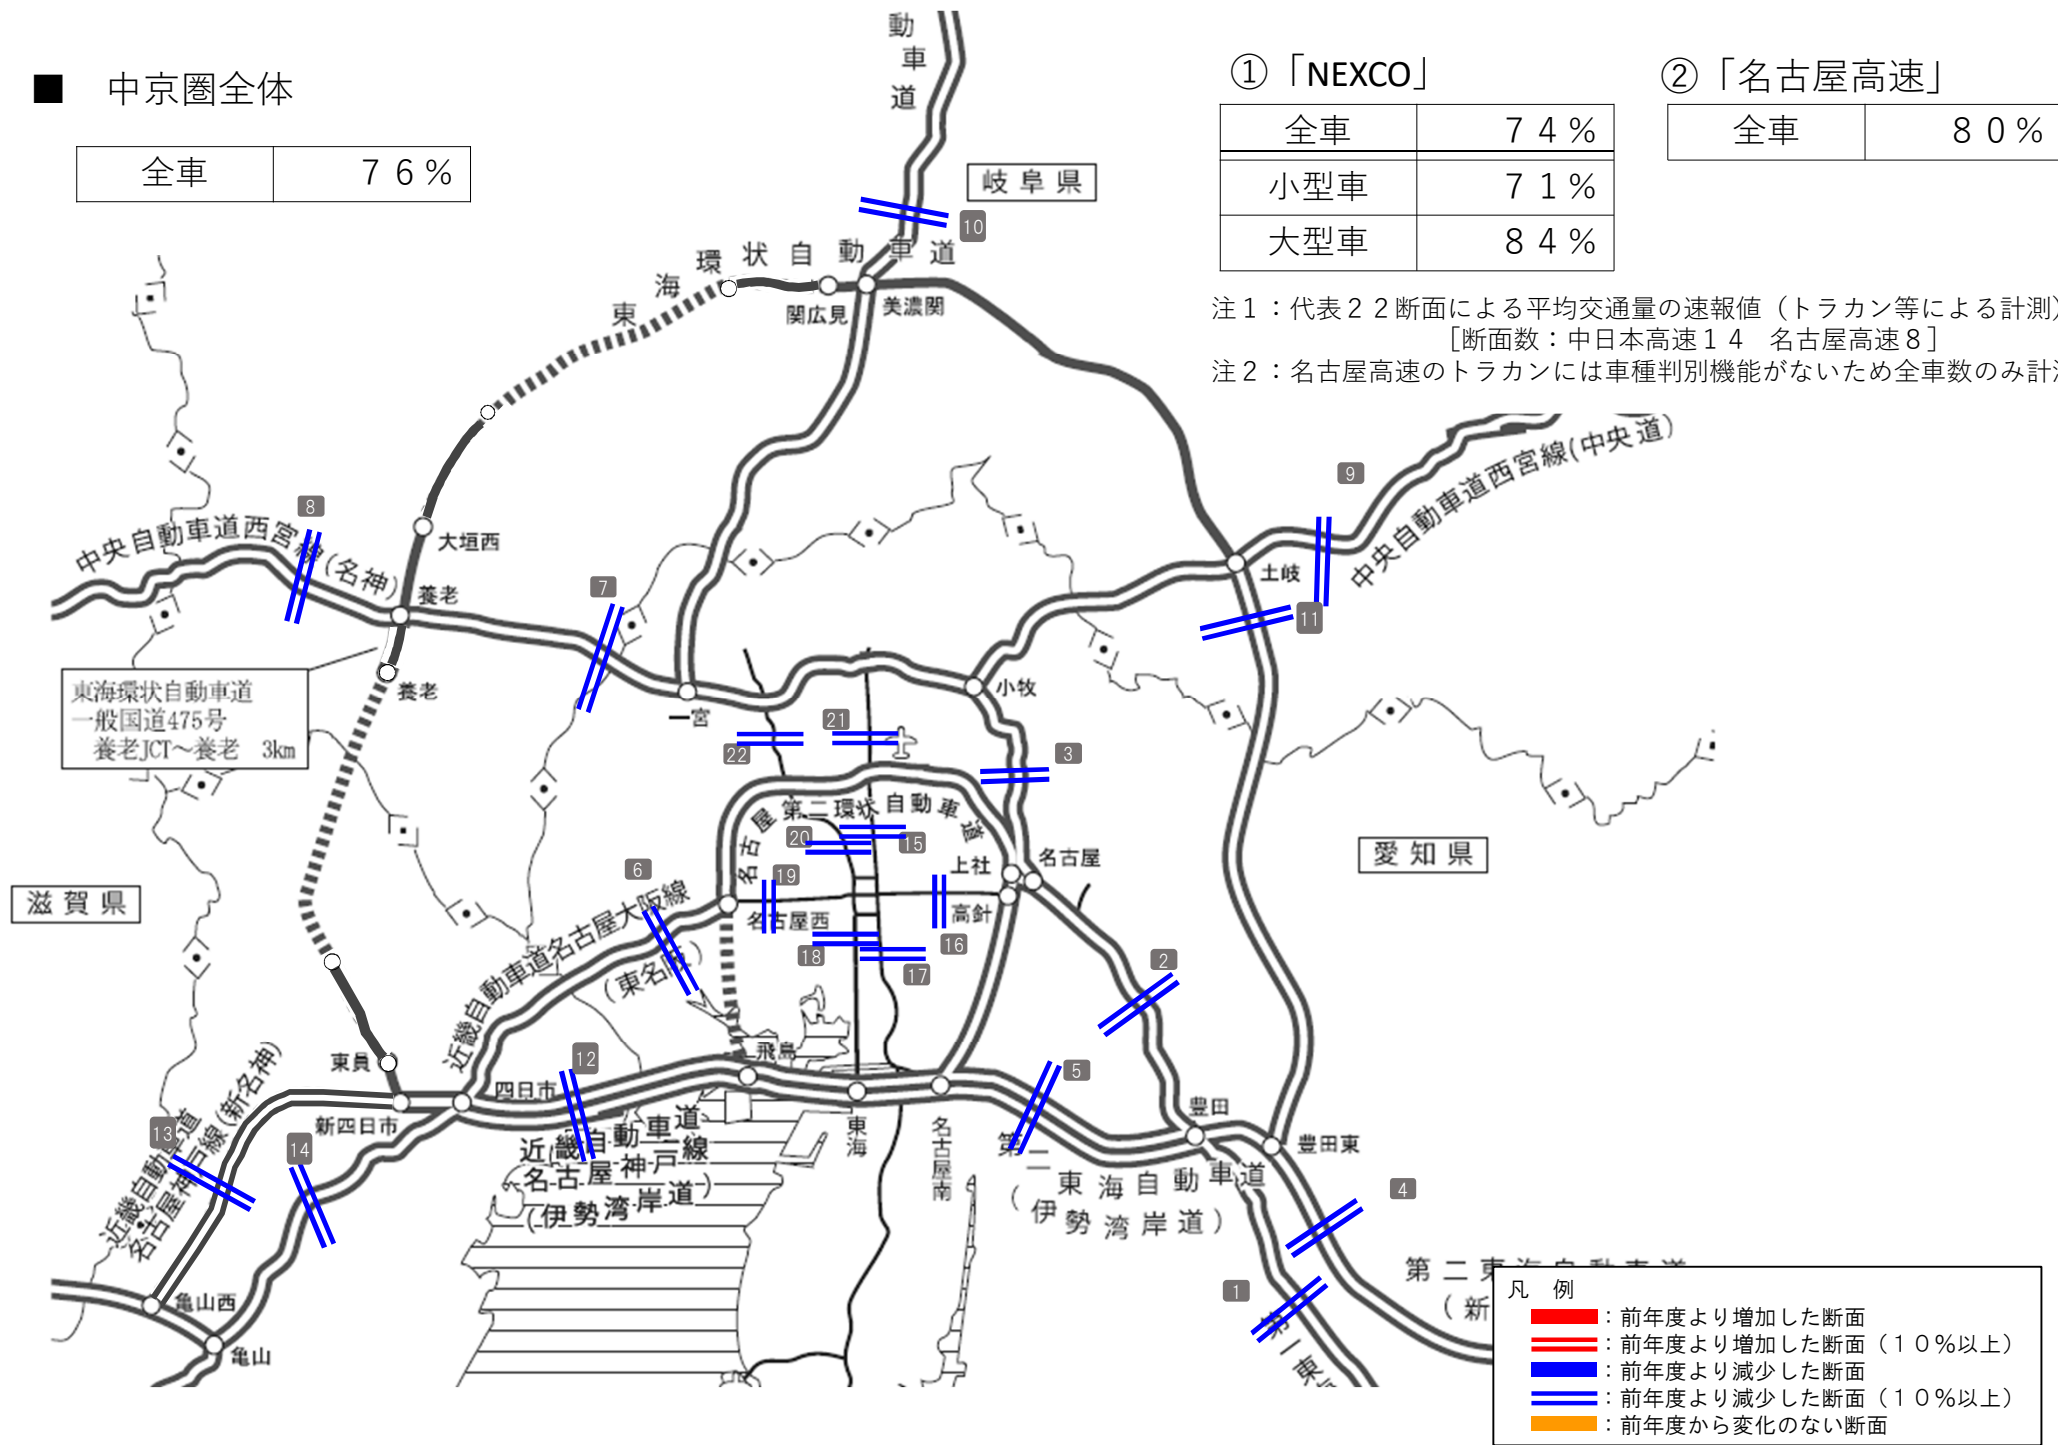 ■　中京圏全体
全車　７６％
①「NEXCO」
全車　７４％
小型車　７１％
大型車　８４％
②「名古屋高速」
全車　８０％
注１：代表２２断面による平均交通量の速報値（トラカン等による計測）
［断面数：中日本高速１４　名古屋高速８］
注２：名古屋高速のトラカンには車種判別機能がないため全車数のみ計
動車道
岐阜県
10
東海環状自動車道
関広見
美濃関
中央自動車道西宮線(中央道)
9
8
中央自動車道西宮線(名神)
大垣西
養老
7
土岐
11
養老
東海環状自動車道
一般国道475号
養老JCT～養老　3km
一宮
小牧
22
21
3
名古屋第二環状自動車道
20
15
上社
名古屋
愛知県
滋賀県
6
19
名古屋西
高針
16
18
17
2
近畿自動車道名古屋大阪線
(東名阪)
飛島
東員
12
四日市
5
新四日市
東海
名古屋南
豊田
豊田東
13
14
近畿自動車道
名古屋神戸線(新名神)
近畿自動車道
名古屋神戸線
(伊勢湾岸道)
第二東海自動車道
(伊勢湾岸道)
4
1
亀山西
亀山
第二東海自動車道
(新
第一東
凡　例
：前年度より増加した断面
：前年度より増加した断面（１０％以上）
：前年度より減少した断面
：前年度より減少した断面（１０％以上）
：前年度から変化のない断面